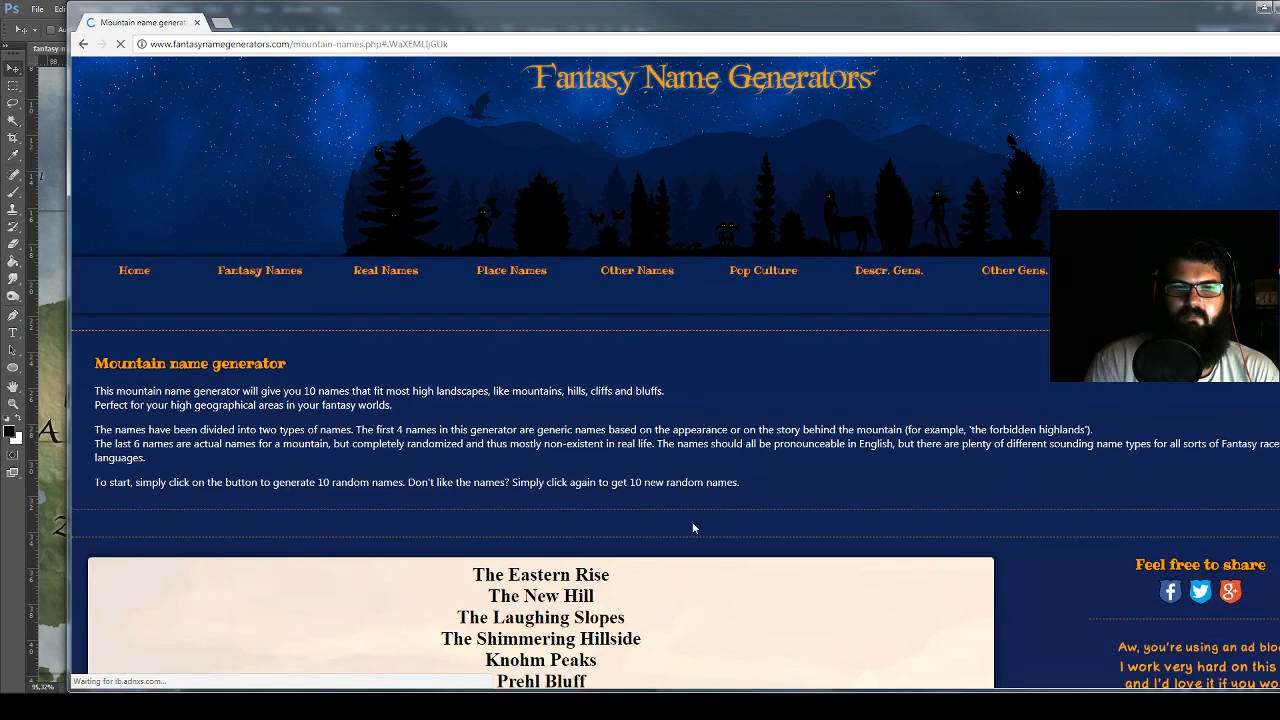 Ps File
Mountain name generat
www.fantasynamegenerators.com/mountain-names.php#.WaXEMLIjGUk
Fantasy-m
Fantasy Name Generators
Home Fantasy Names Real Names Place Names Other Names Pop Culture Descr. Gens. Other Gens.
Mountain name generator
This mountain name generator will give you 10 names that fit most high landscapes, like mountains, hills, cliffs and bluffs.
Perfect for your high geographical areas in your fantasy worlds.
The names have been divided into two types of names. The first 4 names in this generator are generic names based on the appearance or on the story behind the mountain (for example, 'the forbidden highlands').
The last 6 names are actual names for a mountain, but completely randomized and thus mostly non-existent in real life. The names should all be pronounceable in English, but there are plenty of different sounding name types for all sorts of Fantasy race
languages.
To start, simply click on the button to generate 10 random names. Don't like the names? Simply click again to get 10 new random names.
The Eastern Rise
The New Hill
The Laughing Slopes
The Shimmering Hillside
Knohm Peaks
Prehl Bluff
Feel free to share
Aw, you're using an ad bloc
I work very hard on this
and I'd love it if you wo
Waiting for ib.adnxs.com...
95,32%